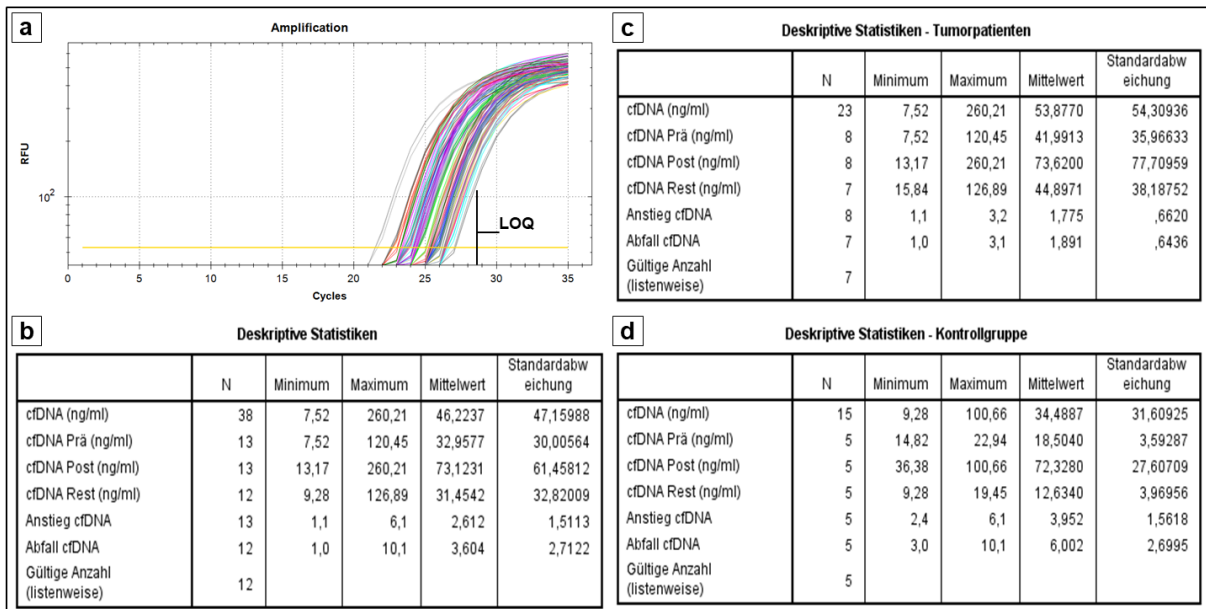 a
Amplification
RFU
10²
LOQ
0 5 10 15 20 25 30 35
Cycles
b
Deskriptive Statistiken
N Minimum Maximum Mittelwert Standardabw
eichung
cfDNA (ng/ml) 38 7,52 260,21 46,2237 47,15988
cfDNA Prä (ng/ml) 13 7,52 120,45 32,9577 30,00564
cfDNA Post (ng/ml) 13 13,17 260,21 73,1231 61,45812
cfDNA Rest (ng/ml) 12 9,28 126,89 31,4542 32,82009
Anstieg cfDNA 13 1,1 6,1 2,612 1,5113
Abfall cfDNA 12 1,0 10,1 3,604 2,7122
Gültige Anzahl
(listenweise) 12
c
Deskriptive Statistiken - Tumorpatienten
N Minimum Maximum Mittelwert Standardabw
eichung
cfDNA (ng/ml) 23 7,52 260,21 53,8770 54,30936
cfDNA Prä (ng/ml) 8 7,52 120,45 41,9913 35,96633
cfDNA Post (ng/ml) 8 13,17 260,21 73,6200 77,70959
cfDNA Rest (ng/ml) 7 15,84 126,89 44,8971 38,18752
Anstieg cfDNA 8 1,1 3,2 1,775 ,6620
Abfall cfDNA 7 1,0 3,1 1,891 ,6436
Gültige Anzahl
(listenweise) 7
d
Deskriptive Statistiken - Kontrollgruppe
N Minimum Maximum Mittelwert Standardabw
eichung
cfDNA (ng/ml) 15 9,28 100,66 34,4887 31,60925
cfDNA Prä (ng/ml) 5 14,82 22,94 18,5040 3,59287
cfDNA Post (ng/ml) 5 36,38 100,66 72,3280 27,60709
cfDNA Rest (ng/ml) 5 9,28 19,45 12,6340 3,96956
Anstieg cfDNA 5 2,4 6,1 3,952 1,5618
Abfall cfDNA 5 3,0 10,1 6,002 2,6995
Gültige Anzahl
(listenweise) 5